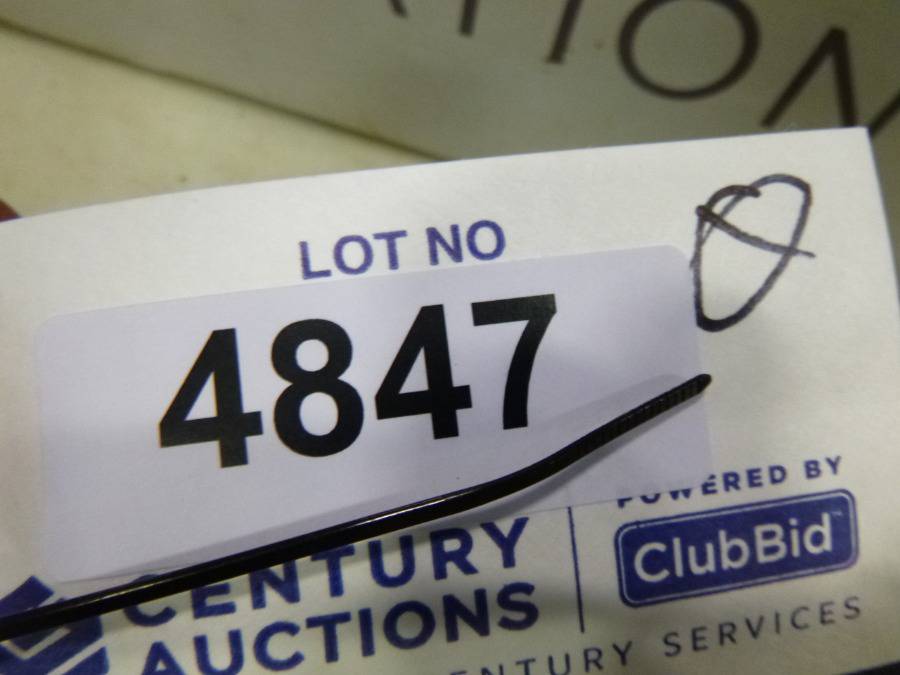 LOT NO
4847
POWERED BY
ClubBid
CENTURY
AUCTIONS
SERVICES